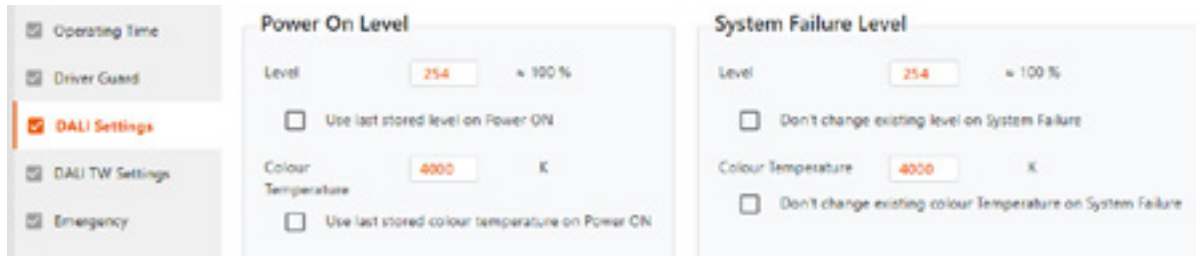 Operating Time
Driver Guard
DALI Settings
DALI TW Settings
Emergency
Power On Level
Level 254 ≈ 100 %
Use last stored level on Power ON
Colour Temperature 4000 K
Use last stored colour temperature on Power ON
System Failure Level
Level 254 ≈ 100 %
Don't change existing level on System Failure
Colour Temperature 4000 K
Don't change existing colour Temperature on System Failure